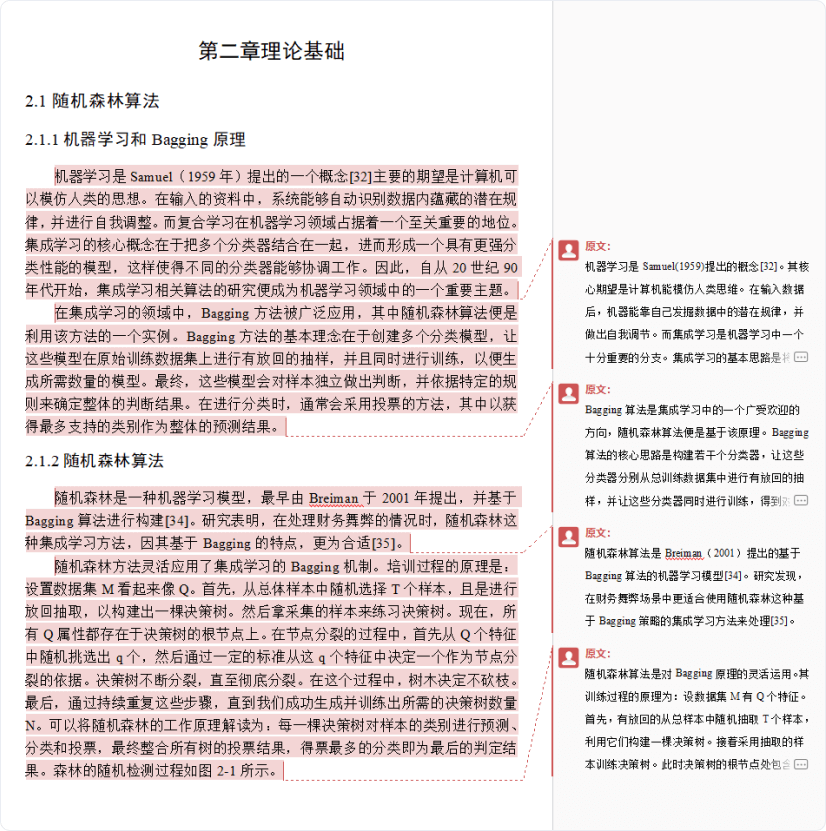 第二章理论基础
2.1 随机森林算法
2.1.1 机器学习和 Bagging 原理
机器学习是 Samuel（1959 年）提出的一个概念[32]主要的期望是计算机可
以模仿人类的思想。在输入的资料中，系统能够自动识别数据内蕴藏的潜在规
律，并进行自我调整。而复合学习在机器学习领域占据着一个至关重要的地位。
集成学习的核心概念在于把多个分类器结合在一起，进而形成一个具有更强分
类性能的模型，这样使得不同的分类器能够协调工作。因此，自从 20 世纪 90
年代开始，集成学习相关算法的研究便成为机器学习领域中的一个重要主题。
在集成学习的领域中，Bagging 方法被广泛应用，其中随机森林算法便是
利用该方法的一个实例。Bagging 方法的基本理念在于创建多个分类模型，让
这些模型在原始训练数据集上进行有放回的抽样，并且同时进行训练，以便生
成所需数量的模型。最终，这些模型会对样本独立做出判断，并依据特定的规
则来确定整体的判断结果。在进行分类时，通常会采用投票的方法，其中以获
得最多支持的类别作为整体的预测结果。
2.1.2 随机森林算法
随机森林是一种机器学习模型，最早由 Breiman 于 2001 年提出，并基于
Bagging 算法进行构建[34]。研究表明，在处理财务舞弊的情况时，随机森林这
种集成学习方法，因其基于 Bagging 的特点，更为合适[35]。
随机森林方法灵活应用了集成学习的 Bagging 机制。培训过程的原理是：
设置数据集 M 看起来像 Q。首先，从总体样本中随机选择 T 个样本，且是进行
放回抽取，以构建出一棵决策树。然后拿采集的样本来练习决策树。现在，所
有 Q 属性都存在于决策树的根节点上。在节点分裂的过程中，首先从 Q 个特征
中随机挑选出 q 个，然后通过一定的标准从这 q 个特征中决定一个作为节点分
裂的依据。决策树不断分裂，直至彻底分裂。在这个过程中，树木决定不砍枝。
最后，通过持续重复这些步骤，直到我们成功生成并训练出所需的决策树数量
N。可以将随机森林的工作原理解读为：每一棵决策树对样本的类别进行预测、
分类和投票，最终整合所有树的投票结果，得票最多的分类即为最后的判定结
果。森林的随机检测过程如图 2-1 所示。
原文：
机器学习是 Samuel(1959)提出的概念[32]。其核
心期望是计算机能模仿人类思维。在输入数据
后，机器能靠自己发掘数据中的潜在规律，并
做出自我调节。而集成学习是机器学习中一个
十分重要的分支。集成学习的基本思路是
原文：
Bagging 算法是集成学习中的一个广受欢迎的
方向，随机森林算法便是基于该原理。Bagging
算法的核心思路是构建若干个分类器，让这些
分类器分别从总训练数据集中进行有放回的抽
样，并让这些分类器同时进行训练，得到
原文：
随机森林算法是 Breiman（2001）提出的基于
Bagging 算法的机器学习模型[34]。研究发现，
在财务舞弊场景中更适合使用随机森林这种基
于 Bagging 策略的集成学习方法来处理[35]。
原文：
随机森林算法是对 Bagging 原理的灵活运用。其
训练过程的原理为：设数据集 M 有 Q 个特征。
首先，有放回的从总样本中随机抽取 T 个样本，
利用它们构建一棵决策树。接着采用抽取的样
本训练决策树。此时决策树的根节点处包含